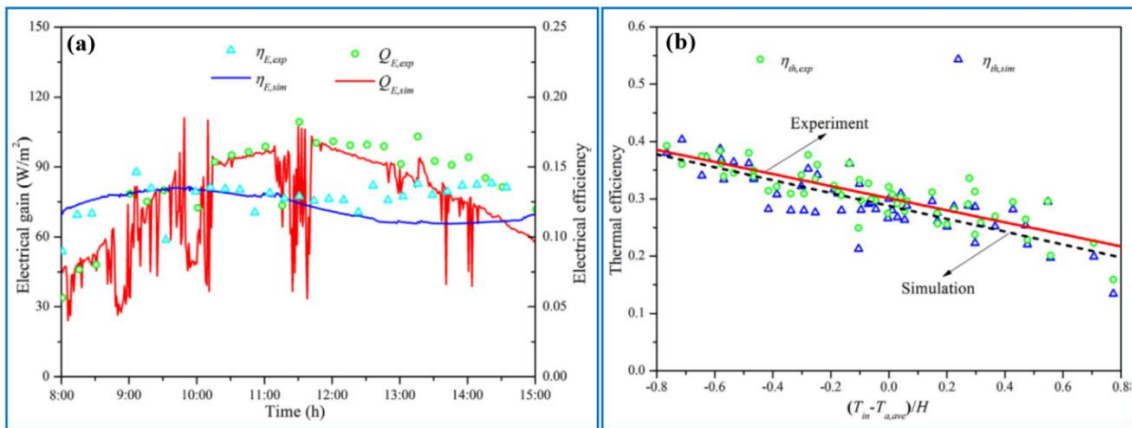 (a)
η_E,exp
Q_E,exp
η_E,sim
Q_E,sim
Electrical gain (W/m²)
150
120
90
60
30
0
Electrical efficiency
0.25
0.20
0.15
0.10
0.05
0.00
8:00 9:00 10:00 11:00 12:00 13:00 14:00 15:00
Time (h)
(b)
η_th,exp
η_th,sim
Experiment
Simulation
Thermal efficiency
0.6
0.5
0.4
0.3
0.2
0.1
0.0
-0.8 -0.6 -0.4 -0.2 0.0 0.2 0.4 0.6 0.8
(T_in-T_a,ave)/H